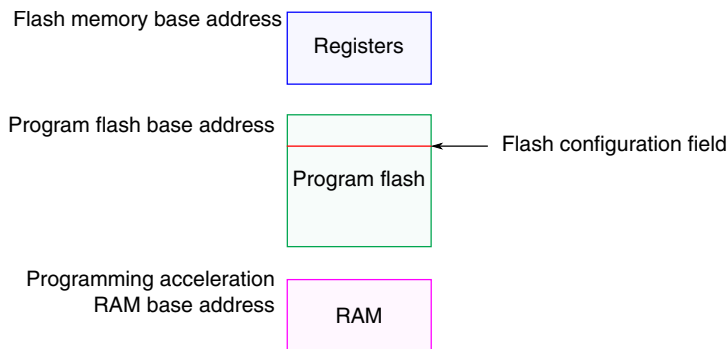 Flash memory base address
Registers
Program flash base address
Flash configuration field
Program flash
Programming acceleration
RAM base address
RAM